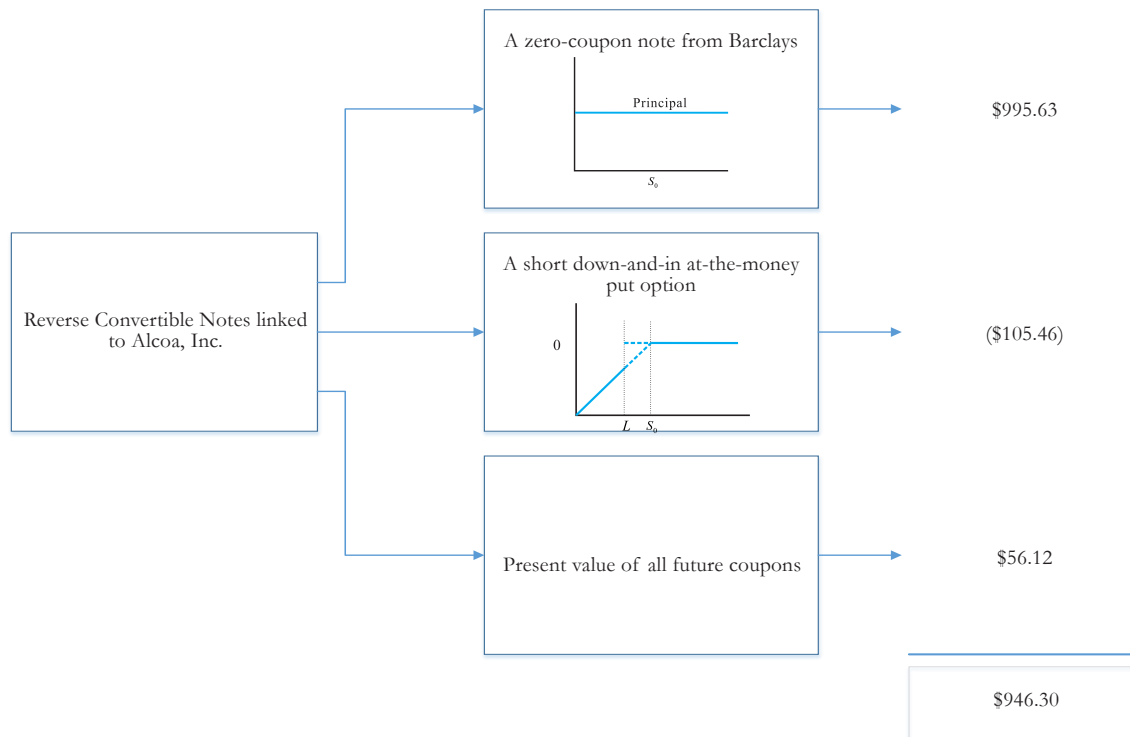 A zero-coupon note from Barclays
Principal
S₀
$995.63
Reverse Convertible Notes linked
to Alcoa, Inc.
A short down-and-in at-the-money
put option
0
L S₀
($105.46)
Present value of all future coupons
$56.12
$946.30